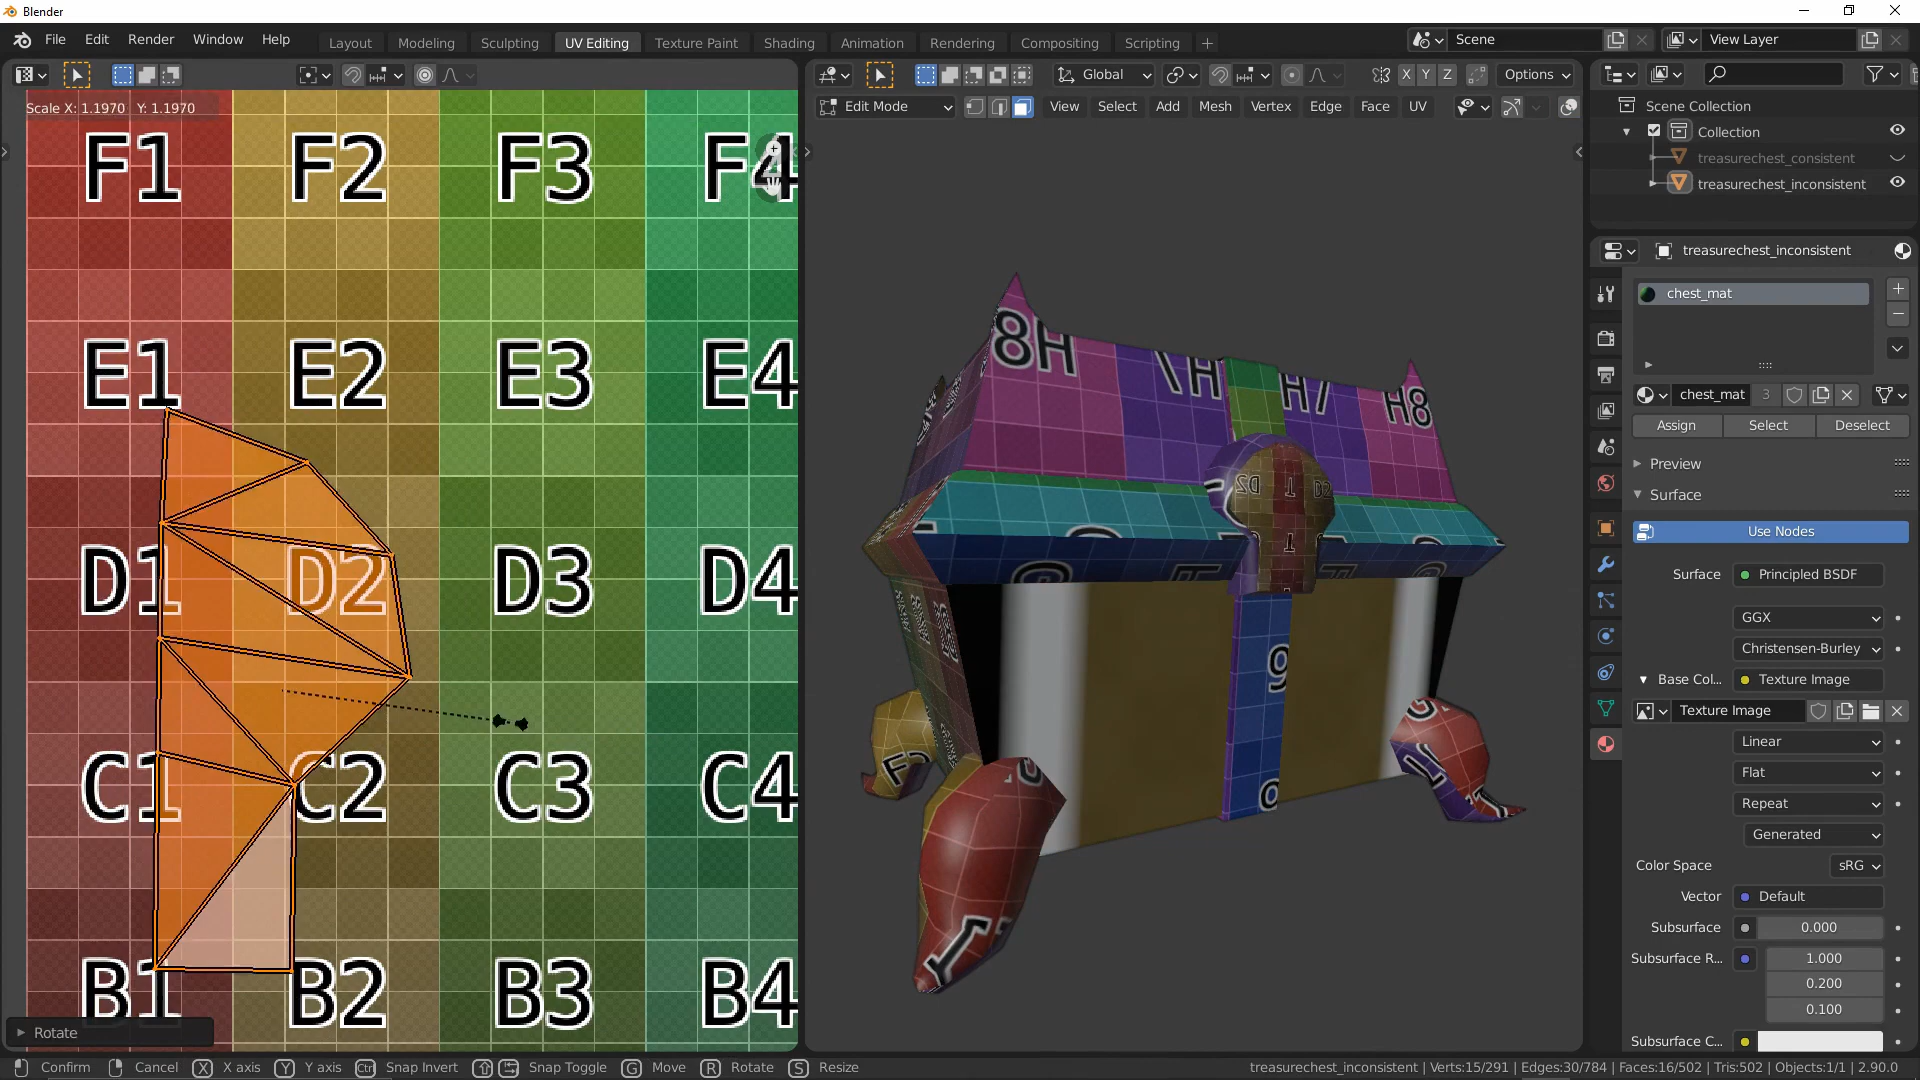 Blender
File Edit Render Window Help Layout Modeling Sculpting UV Editing Texture Paint Shading Animation Rendering Compositing Scripting + Scene View Layer
Global X Y Z Options
Edit Mode View Select Add Mesh Vertex Edge Face UV
Scale X: 1.1970 Y: 1.1970
F1 F2 F3 F4
E1 E2 E3 E4
D1 D2 D3 D4
C1 C2 C3 C4
B1 B2 B3 B4
Rotate
H8
H7
H8
D2
9
F2
Scene Collection
Collection
treasurechest_consistent
treasurechest_inconsistent
treasurechest_inconsistent
chest_mat
chest_mat 3
Assign Select Deselect
Preview
Surface
Use Nodes
Surface Principled BSDF
GGX
Christensen-Burley
Base Col... Texture Image
Texture Image
Linear
Flat
Repeat
Generated
Color Space sRG
Vector Default
Subsurface 0.000
Subsurface R... 1.000
0.200
0.100
Subsurface C...
Confirm Cancel X X axis Y Y axis Ctrl Snap Invert Snap Toggle G Move R Rotate S Resize treasurechest_inconsistent | Verts:15/291 | Edges:30/784 | Faces:16/502 | Tris:502 | Objects:1/1 | 2.90.0